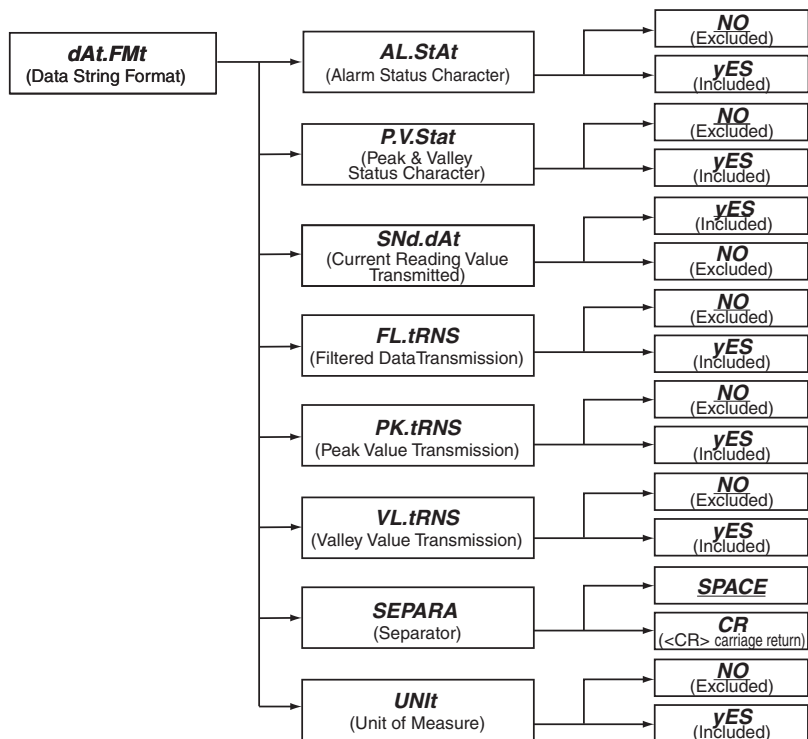 dAt.FMt
(Data String Format)
AL.StAt
(Alarm Status Character)
NO
(Excluded)
yES
(Included)
P.V.Stat
(Peak & Valley
Status Character)
NO
(Excluded)
yES
(Included)
SNd.dAt
(Current Reading Value
Transmitted)
yES
(Included)
NO
(Excluded)
FL.tRNS
(Filtered DataTransmission)
NO
(Excluded)
yES
(Included)
PK.tRNS
(Peak Value Transmission)
NO
(Excluded)
yES
(Included)
VL.tRNS
(Valley Value Transmission)
NO
(Excluded)
yES
(Included)
SEPARA
(Separator)
SPACE
CR
(<CR> carriage return)
UNIt
(Unit of Measure)
NO
(Excluded)
yES
(Included)